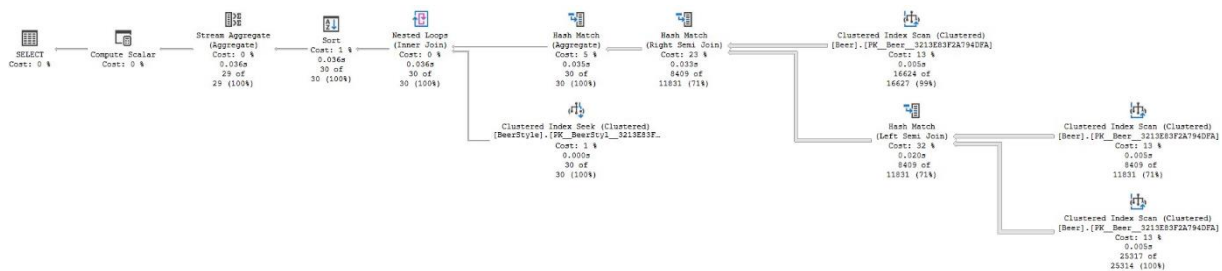 SELECT
Cost: 0 %
Compute Scalar
Cost: 0 %
Stream Aggregate
(Aggregate)
Cost: 0 %
0.036s
29 of
29 (100%)
Sort
Cost: 1 %
0.036s
30 of
30 (100%)
Nested Loops
(Inner Join)
Cost: 0 %
0.036s
30 of
30 (100%)
Hash Match
(Aggregate)
Cost: 5 %
0.035s
30 of
30 (100%)
Hash Match
(Right Semi Join)
Cost: 23 %
0.033s
8409 of
11831 (71%)
Clustered Index Scan (Clustered)
[Beer].[PK__Beer__3213E83F2A794DFA]
Cost: 13 %
0.005s
16624 of
16627 (99%)
Clustered Index Seek (Clustered)
[BeerStyle].[PK__BeerStyl__3213E83F…
Cost: 1 %
0.000s
30 of
30 (100%)
Hash Match
(Left Semi Join)
Cost: 32 %
0.020s
8409 of
11831 (71%)
Clustered Index Scan (Clustered)
[Beer].[PK__Beer__3213E83F2A794DFA]
Cost: 13 %
0.005s
8409 of
11831 (71%)
Clustered Index Scan (Clustered)
[Beer].[PK__Beer__3213E83F2A794DFA]
Cost: 13 %
0.005s
25317 of
25314 (100%)